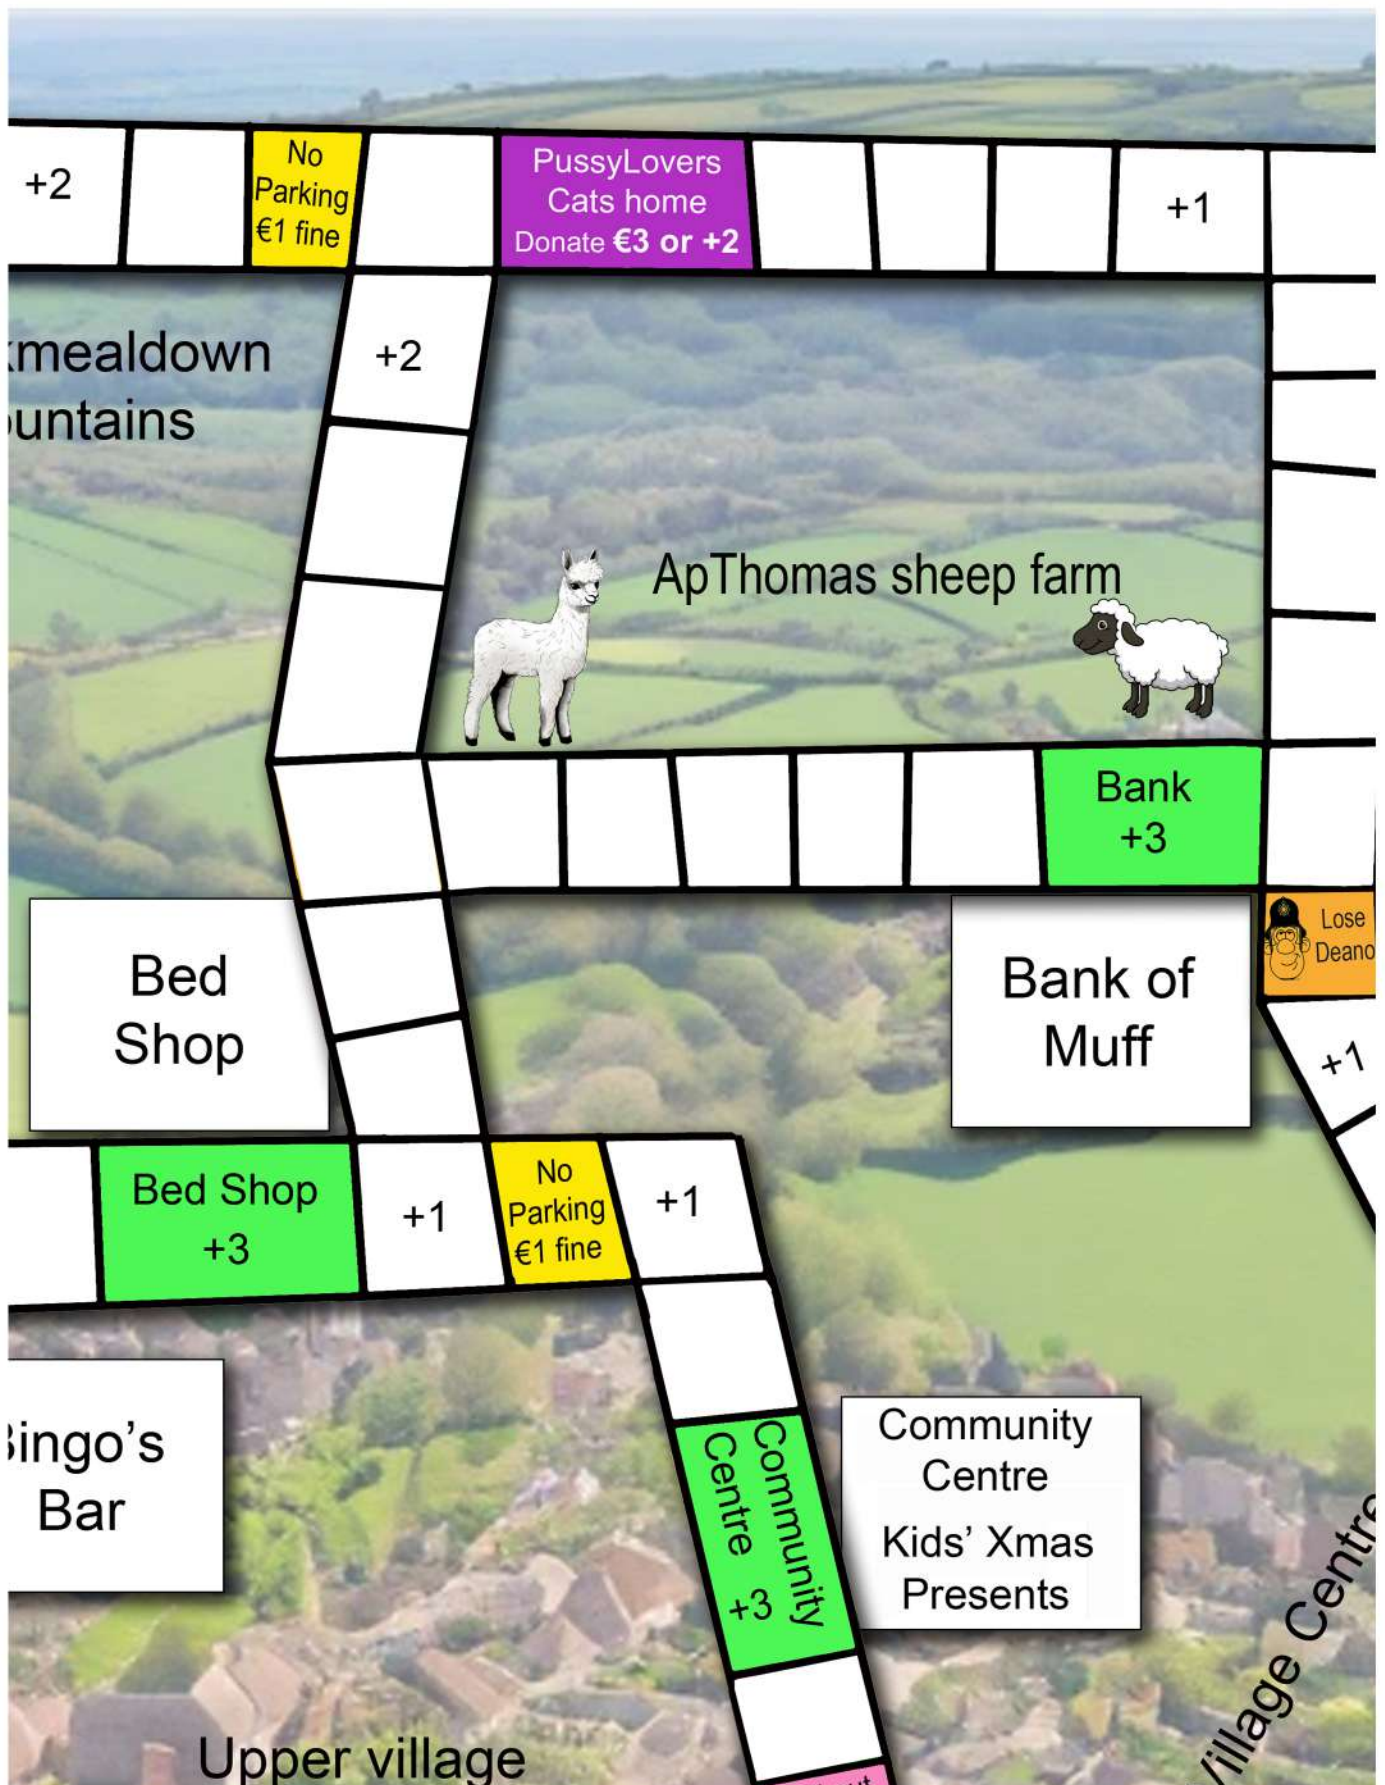 +2
No
Parking
€1 fine
PussyLovers
Cats home
Donate €3 or +2
+1
kmealdown
ountains
+2
ApThomas sheep farm
Bank
+3
Bed
Shop
Bank of
Muff
Lose
Deano
+1
Bed Shop
+3
+1
No
Parking
€1 fine
+1
Bingo's
Bar
Community
Centre +3
Community
Centre
Kids' Xmas
Presents
Village Centre
Upper village